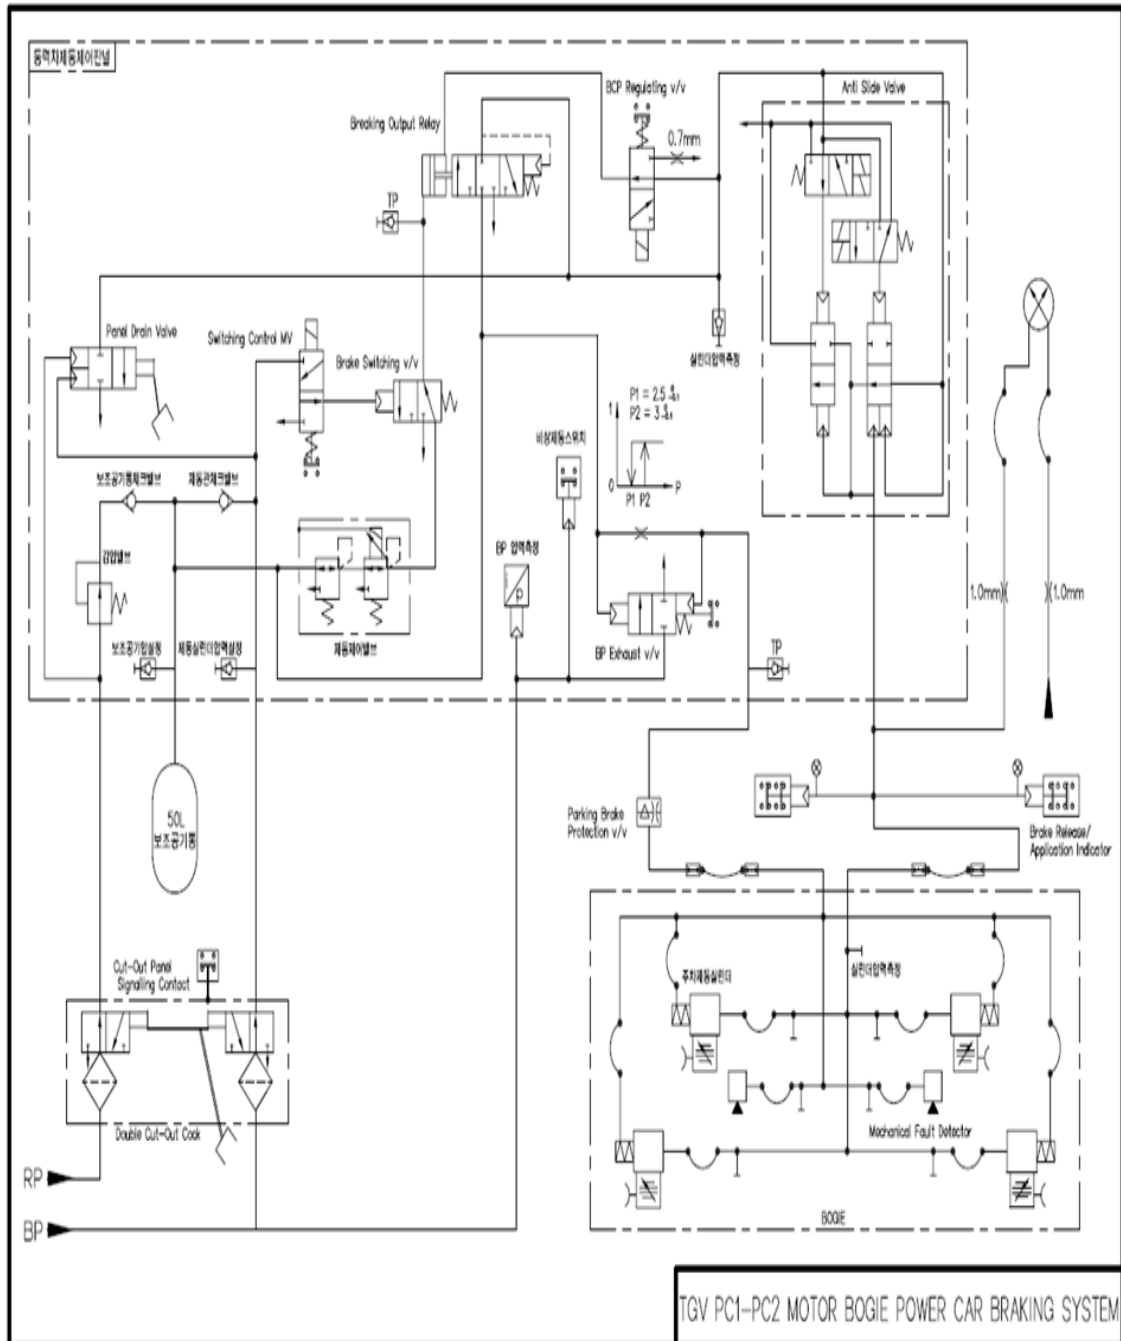 동력차제동제어판넬
Anti Slide Valve
BCP Regulating v/v
Breaking Output Relay
0.7mm
TP
Panel Drain Valve
Switching Control MV
Brake Switching v/v
실린더압력측정
P1 = 2.5
P2 = 3
1
0
P1 P2
P
비상제동스위치
보조공기통체크밸브
제동관체크밸브
BP 압력측정
p
감압밸브
1.0mm
1.0mm
보조공기압설정
제동실린더압력설정
제동제어밸브
BP Exhaust v/v
TP
50L
보조공기통
Parking Brake
Protection v/v
Brake Release/
Application Indicator
Cut-Out Panel
Signalling Contact
주차제동실린더
실린더압력측정
Double Cut-Out Cock
Mechanical Fault Detector
RP
BP
BOGIE
TGV PC1-PC2 MOTOR BOGIE POWER CAR BRAKING SYSTEM